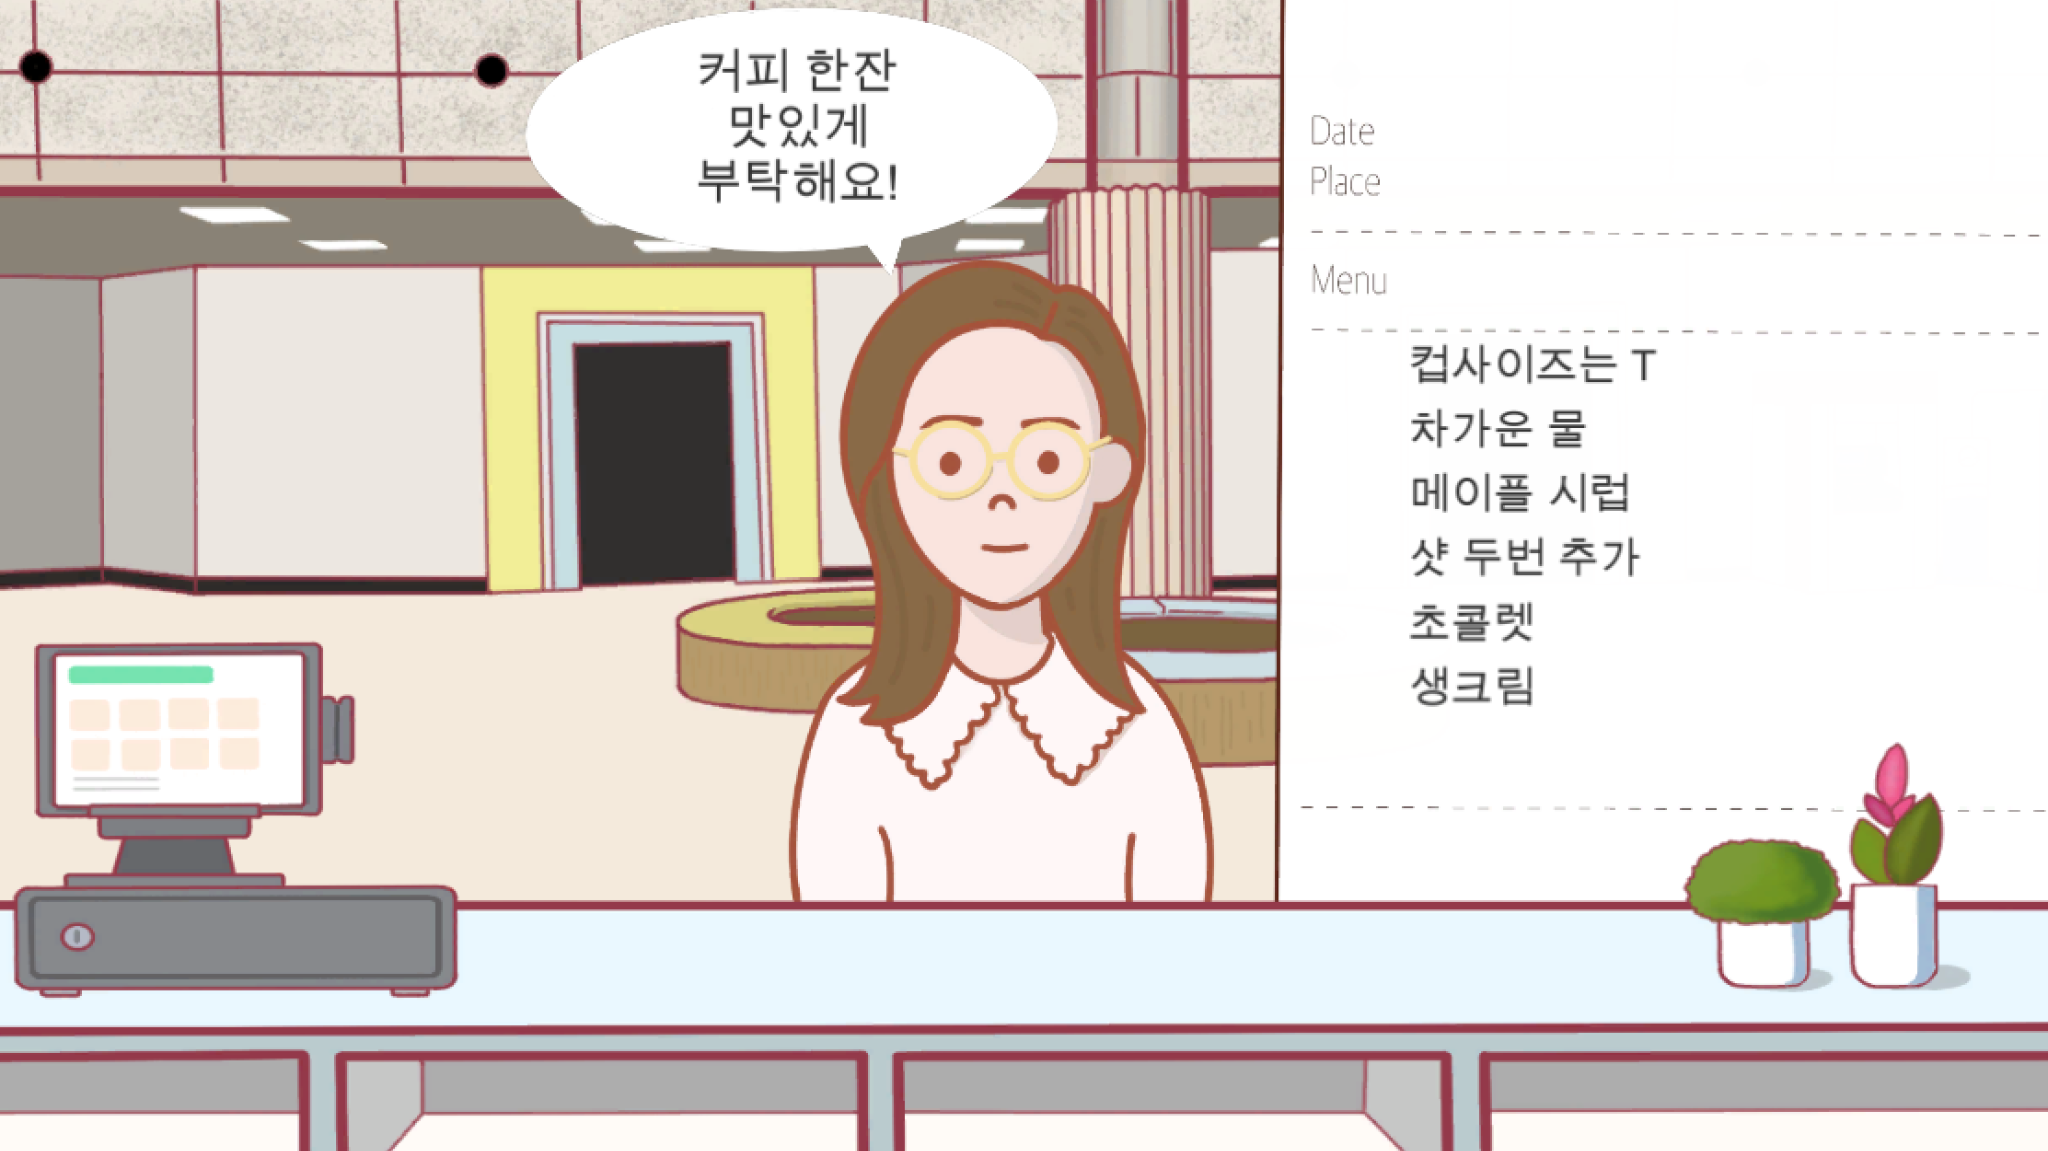 커피 한잔
맛있게
부탁해요!
Date
Place
Menu
컵사이즈는 T
차가운 물
메이플 시럽
샷 두번 추가
초콜렛
생크림